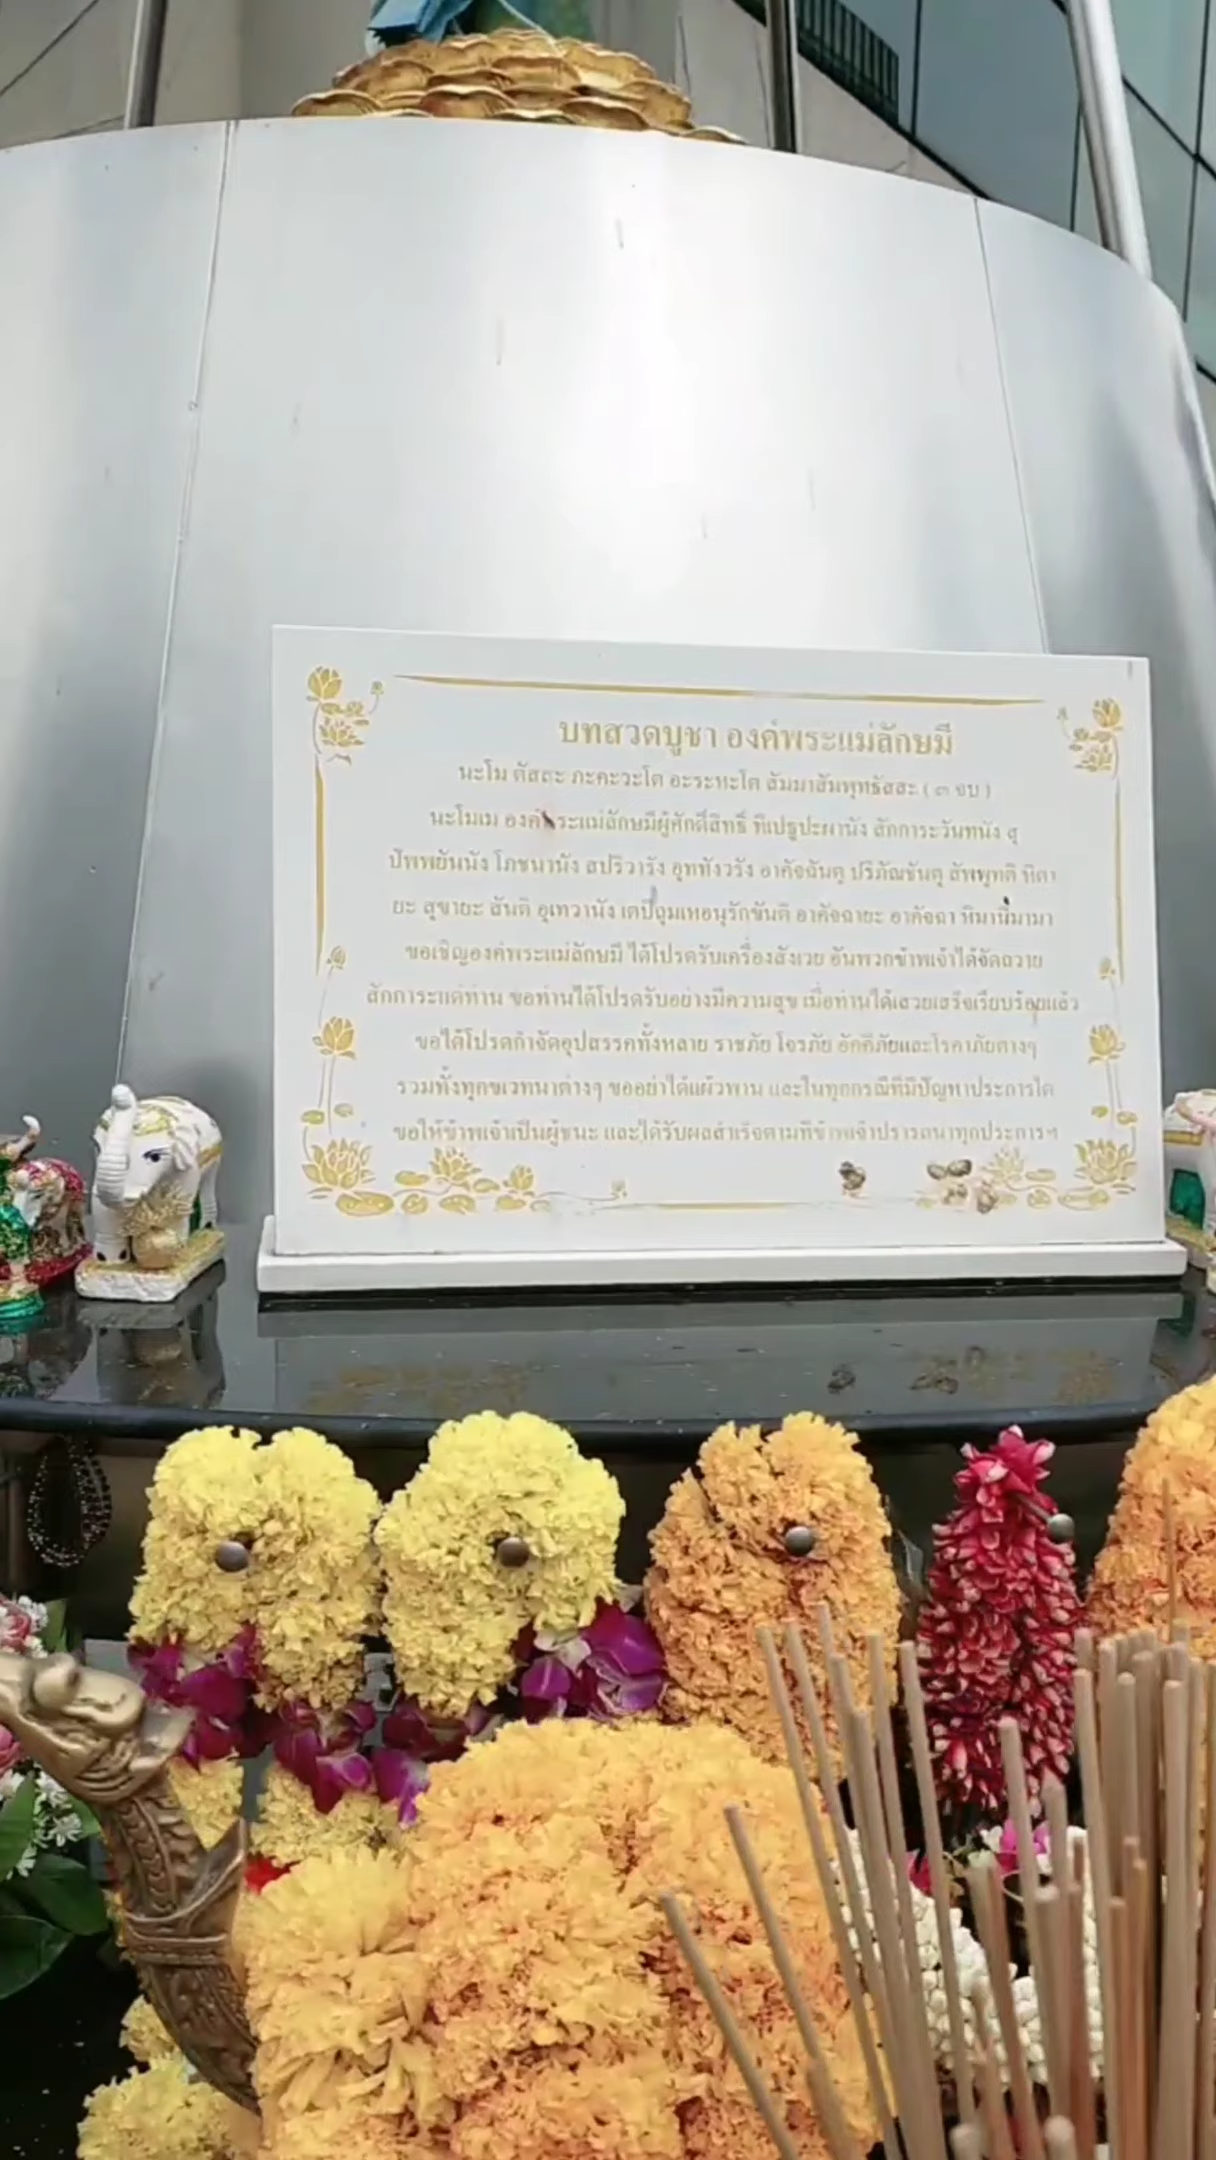 บทสวดบูชา องค์พระแม่ลักษมี
นะโม ตัสสะ ภะคะวะโต อะระหะโต สัมมาสัมพุทธัสสะ ( ๓ จบ )
นะโมเม องค์พระแม่ลักษมีผู้ศักดิ์สิทธิ์ ทีเปฐูปะผานัง สักการะวันทนัง สุ
ปัพพยันนัง โภชนานัง สปริวารัง อุททังวรัง อาคัจฉันตุ ปริภัณชันตุ สัพพุทติ หิตา
ยะ สุขายะ สันติ อุเทวานัง เตปิตุมเหอนุรักขันติ อาคัจฉายะ อาคัจฉา หิมานิมามา
ขอเชิญองค์พระแม่ลักษมี ได้โปรดรับเครื่องสังเวย อันพวกข้าพเจ้าได้จัดถวาย
สักการะแด่ท่าน ขอท่านได้โปรดรับอย่างมีความสุข เมื่อท่านได้เสวยเสร็จเรียบร้อยแล้ว
ขอได้โปรดกำจัดอุปสรรคทั้งหลาย ราชภัย โจรภัย อัคคีภัยและโรคาภัยต่างๆ
รวมทั้งทุกขเวทนาต่างๆ ขออย่าได้แผ้วพาน และในทุกกรณีที่มีปัญหาประการใด
ขอให้ข้าพเจ้าเป็นผู้ชนะ และได้รับผลสำเร็จตามที่ข้าพเจ้าปรารถนาทุกประการฯ